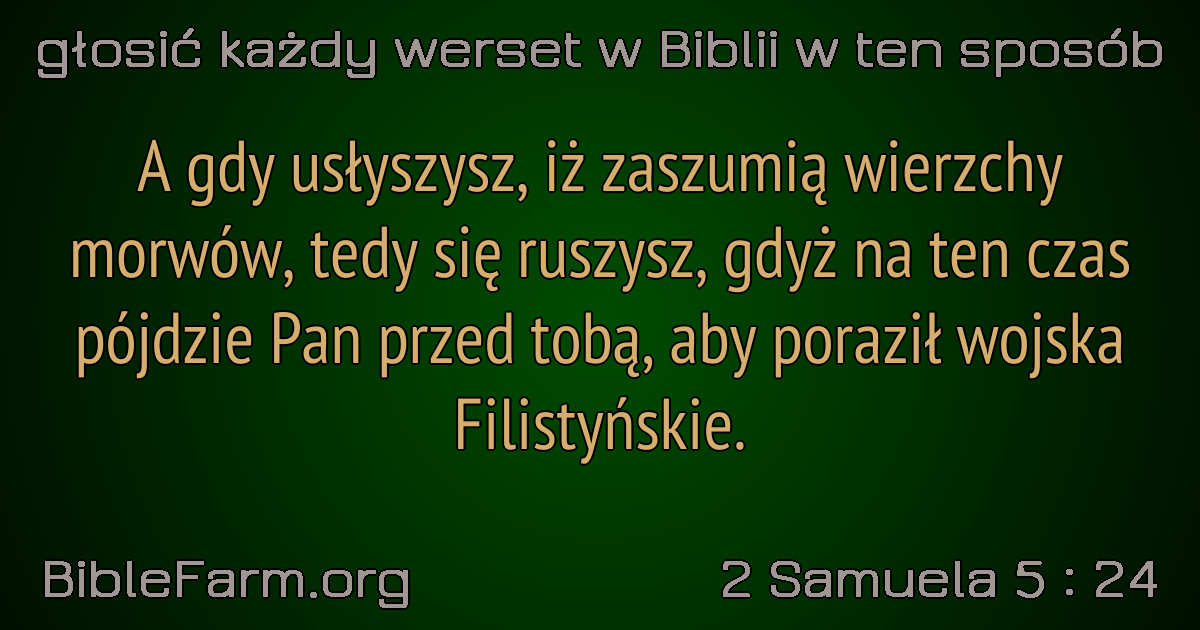 głosić każdy werset w Biblii w ten sposób
A gdy usłyszysz, iż zaszumią wierzchy
morwów, tedy się ruszysz, gdyż na ten czas
pójdzie Pan przed tobą, aby poraził wojska
Filistyńskie.
BibleFarm.org
2 Samuela 5 : 24